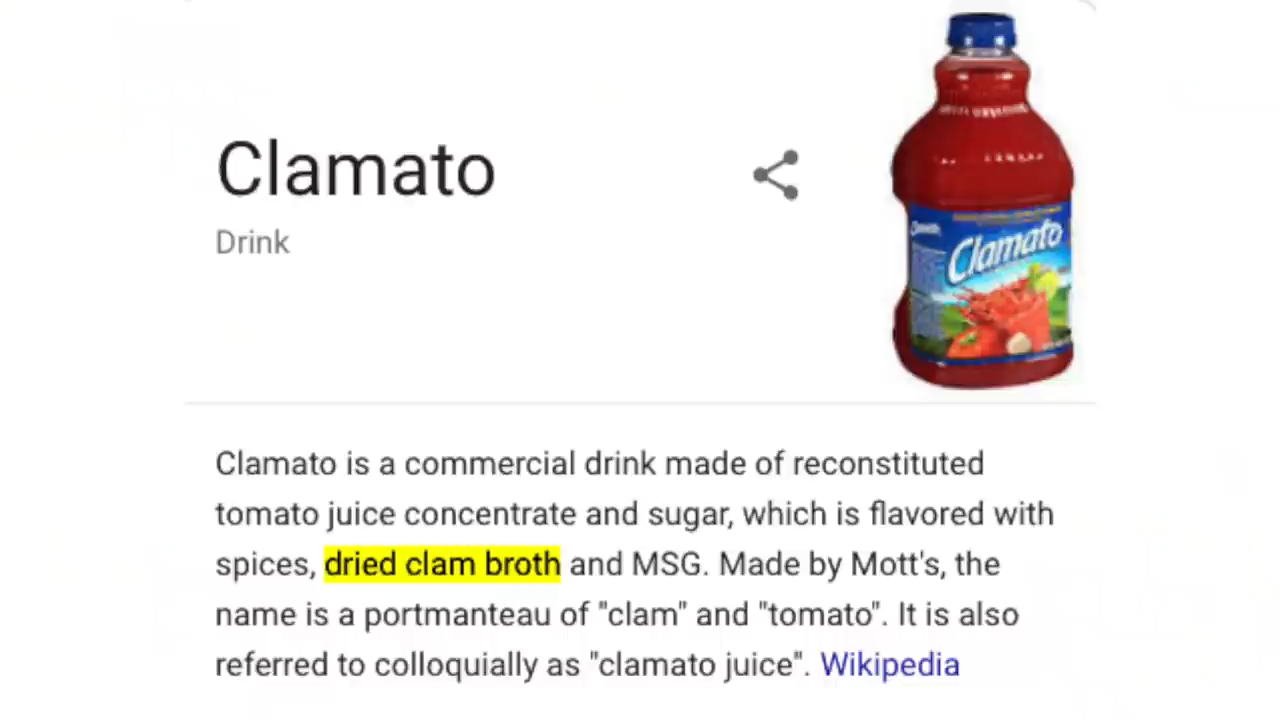 Clamato
Drink
Clamato
Clamato is a commercial drink made of reconstituted
tomato juice concentrate and sugar, which is flavored with
spices, dried clam broth and MSG. Made by Mott's, the
name is a portmanteau of "clam" and "tomato". It is also
referred to colloquially as "clamato juice". Wikipedia